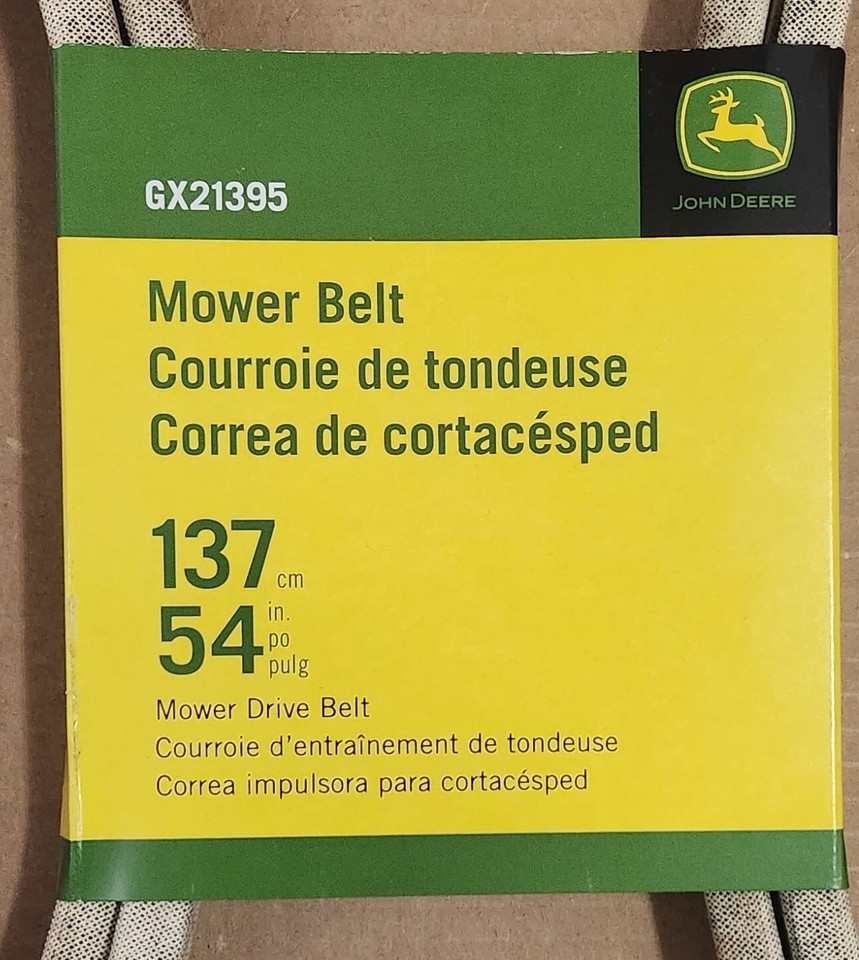 GX21395
JOHN DEERE
Mower Belt
Courroie de tondeuse
Correa de cortacésped
137 cm
54 in.
po
pulg
Mower Drive Belt
Courroie d'entraînement de tondeuse
Correa impulsora para cortacésped